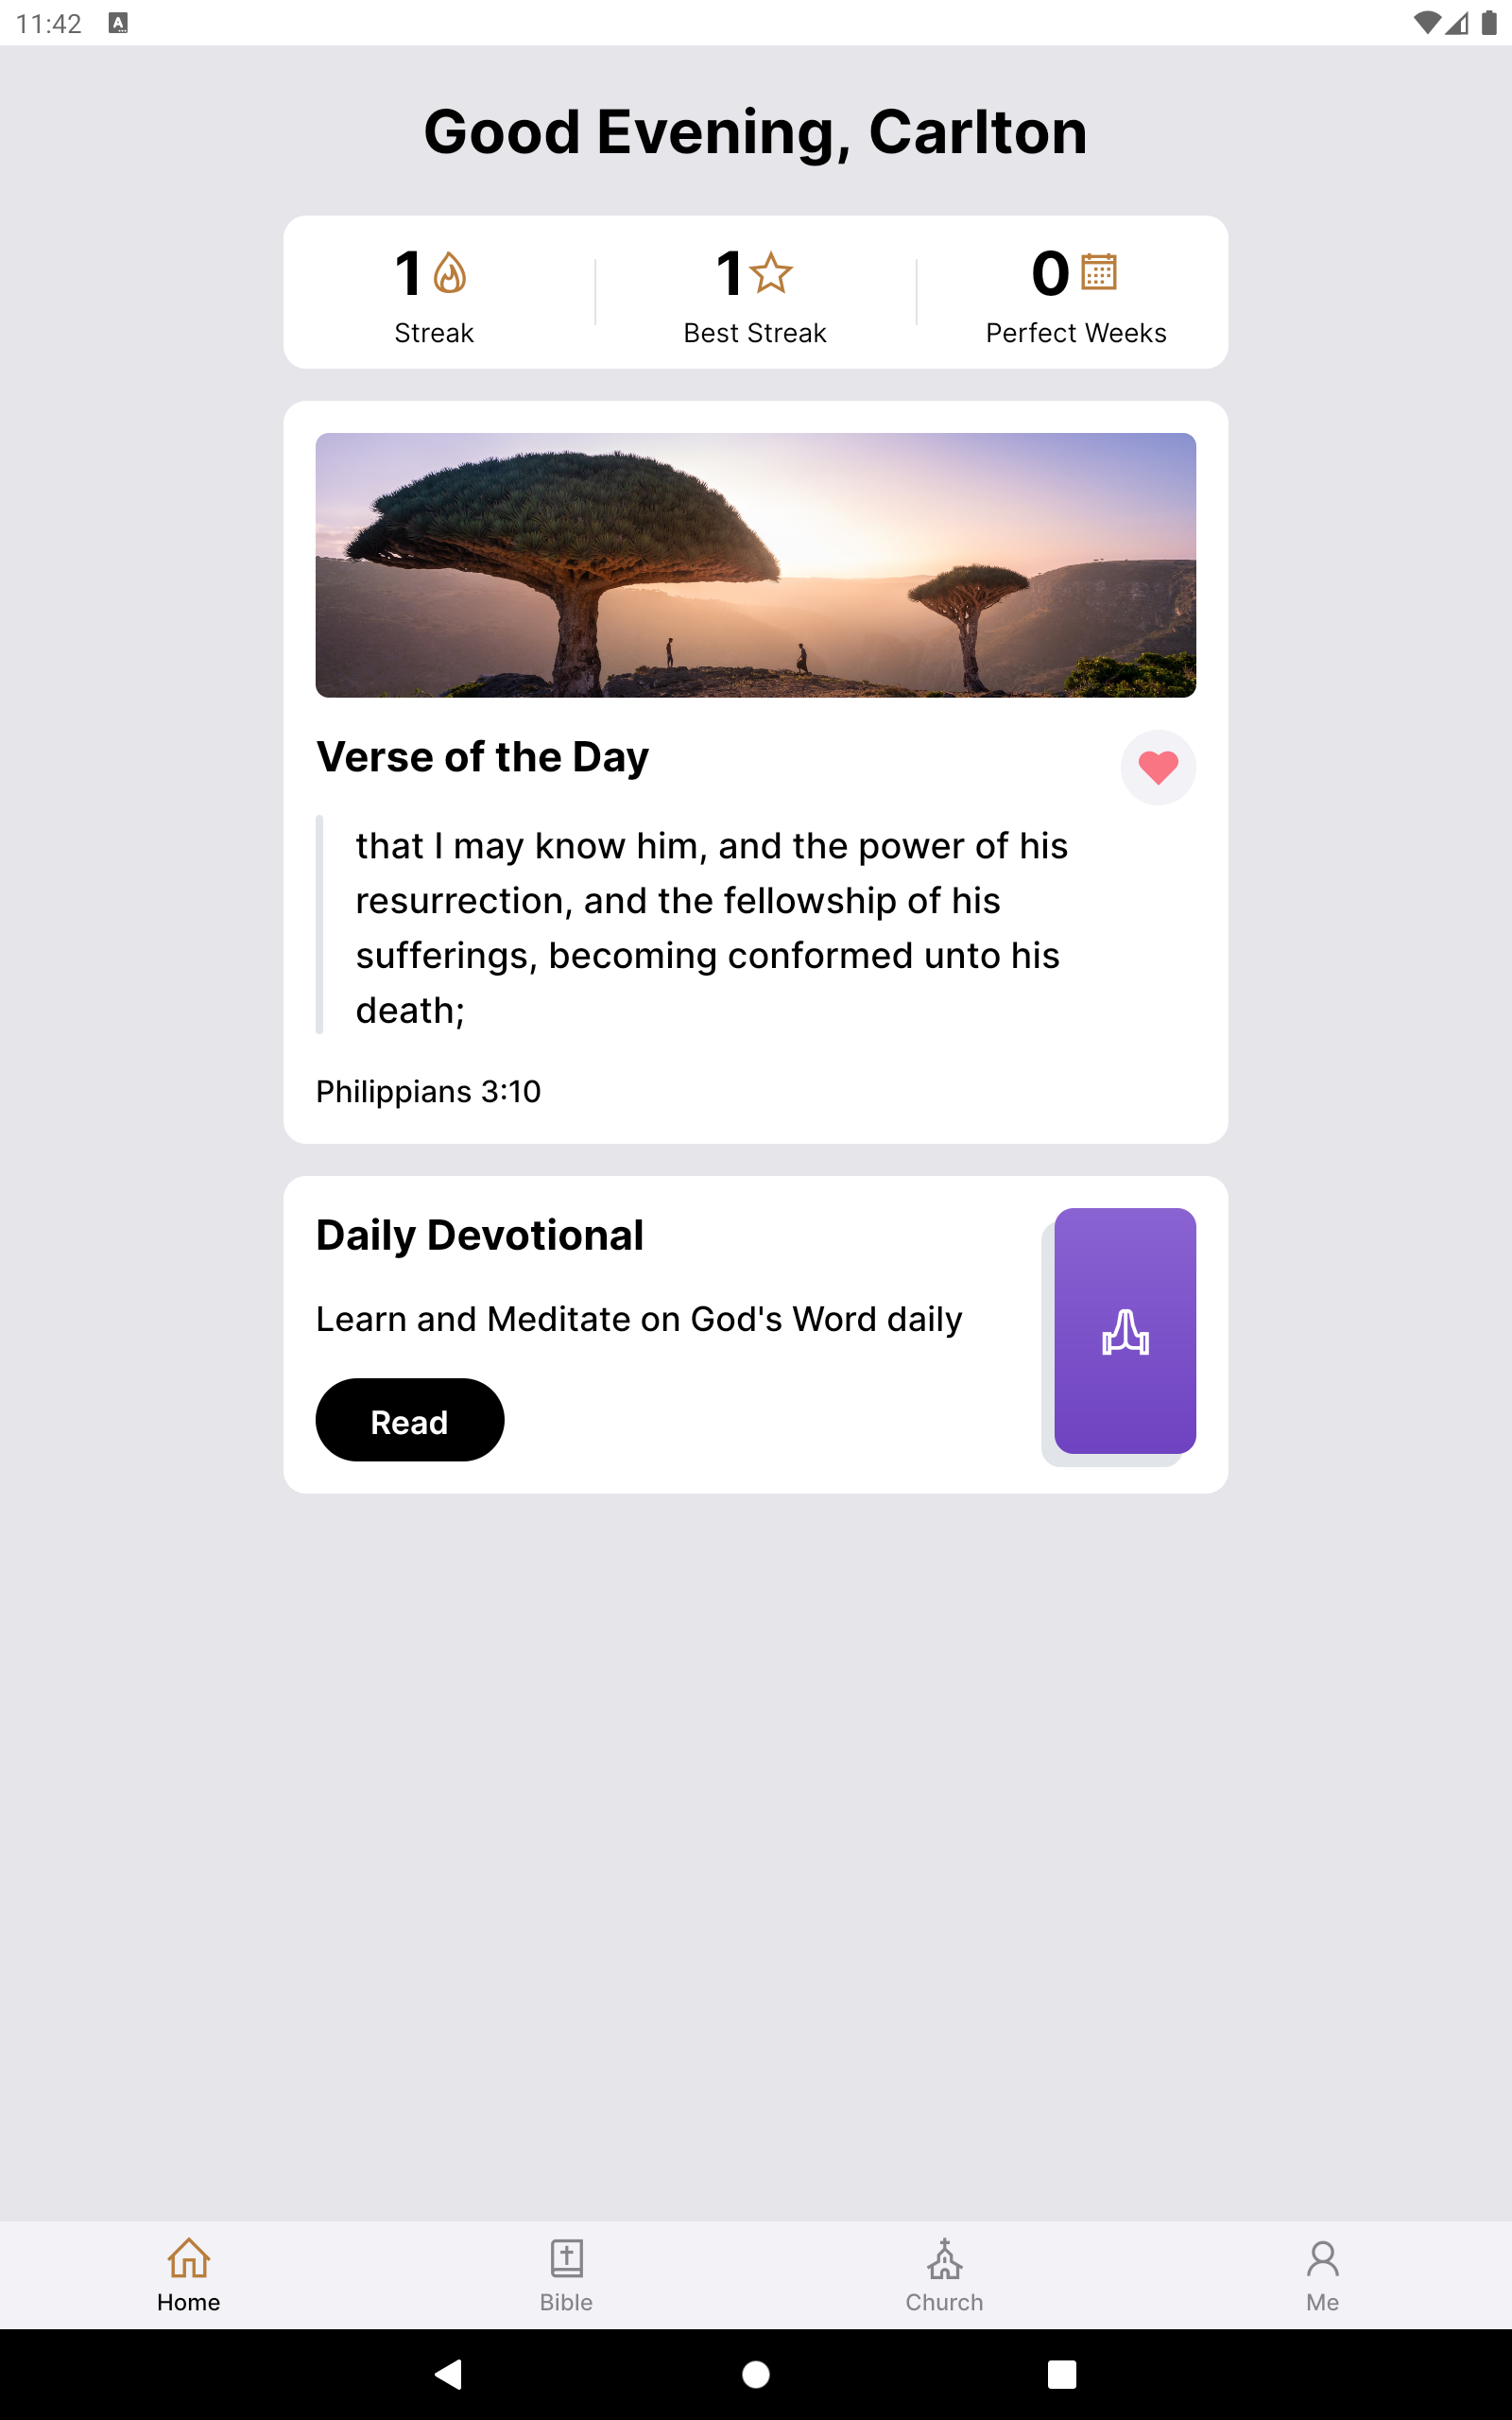 11:42
Good Evening, Carlton
1
Streak
1
Best Streak
0
Perfect Weeks
Verse of the Day
that I may know him, and the power of his
resurrection, and the fellowship of his
sufferings, becoming conformed unto his
death;
Philippians 3:10
Daily Devotional
Learn and Meditate on God's Word daily
Read
Home
Bible
Church
Me